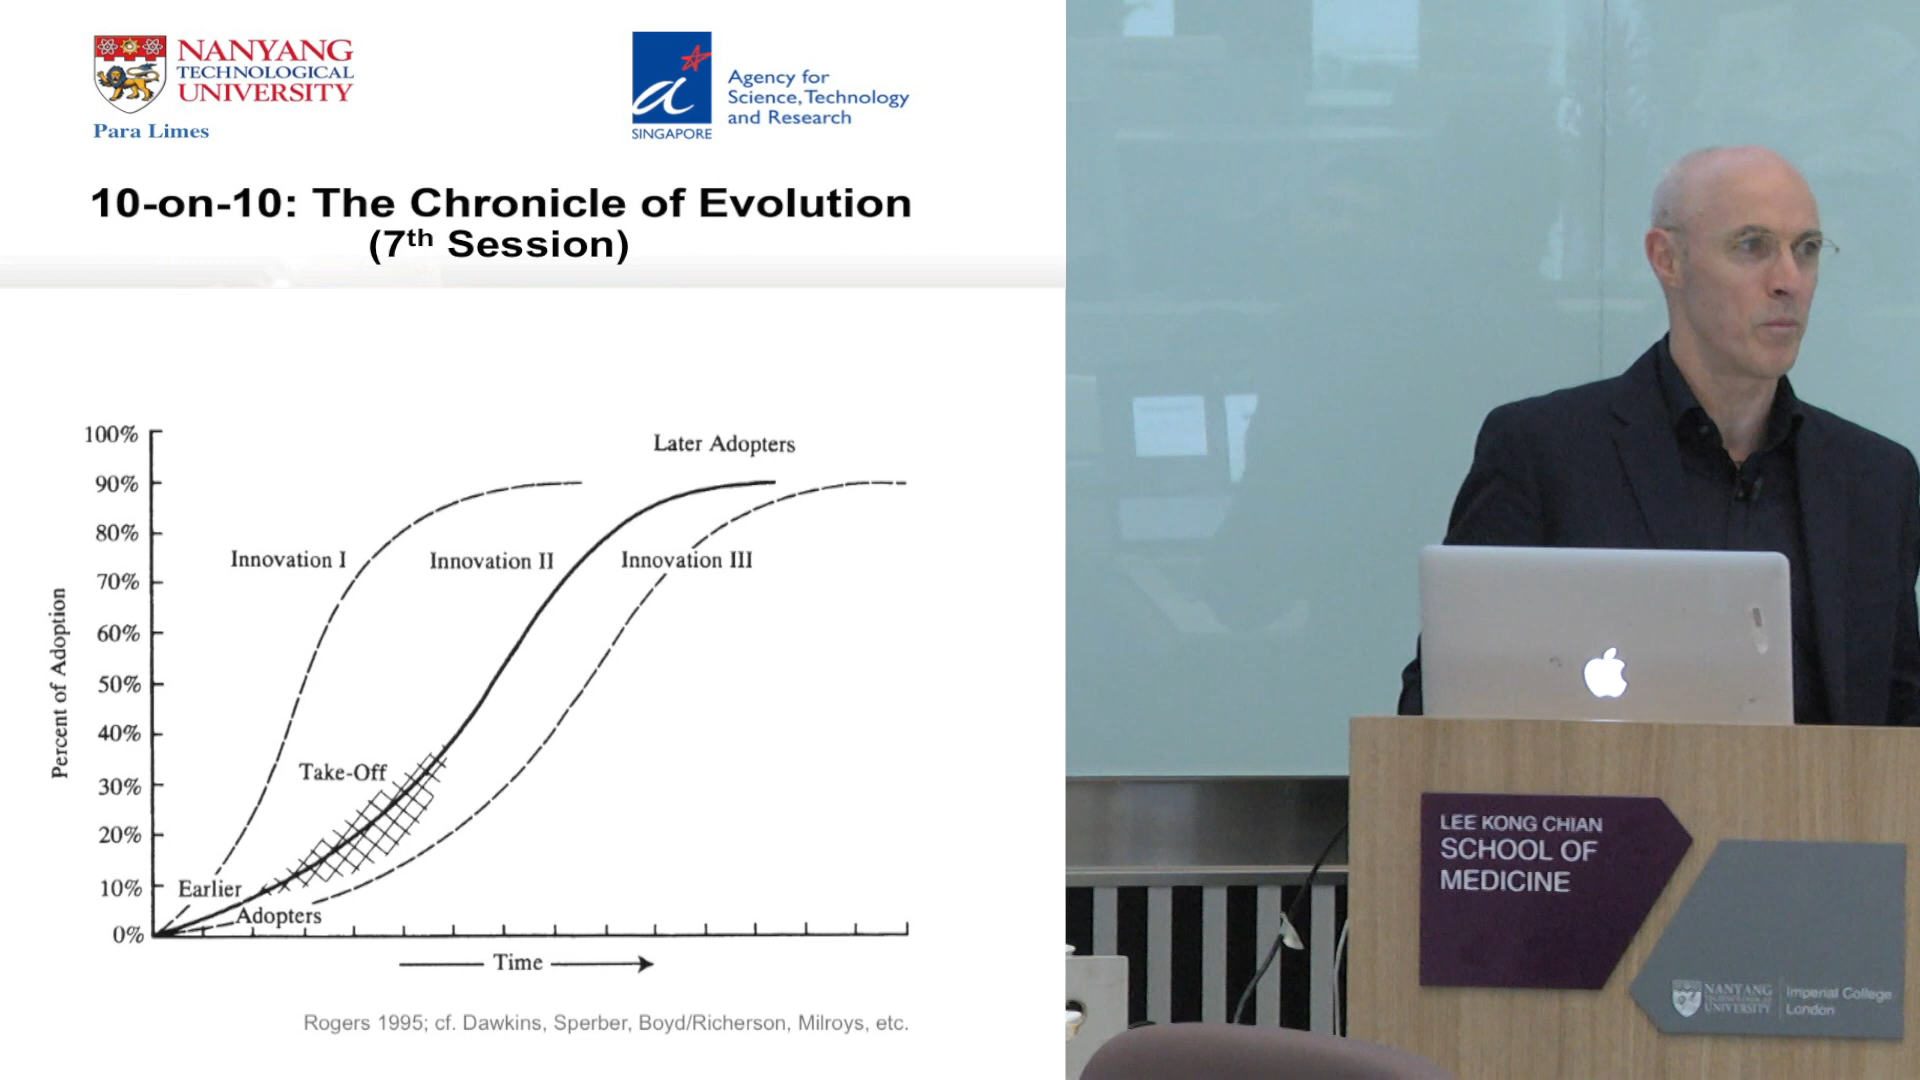 NANYANG
TECHNOLOGICAL
UNIVERSITY
Para Limes
SINGAPORE
Agency for
Science, Technology
and Research
10-on-10: The Chronicle of Evolution
(7th Session)
100%
90%
80%
70%
60%
50%
40%
30%
20%
10%
0%
Percent of Adoption
Later Adopters
Innovation I
Innovation II
Innovation III
Take-Off
Earlier
Adopters
Time
Rogers 1995; cf. Dawkins, Sperber, Boyd/Richerson, Milroys, etc.
LEE KONG CHIAN
SCHOOL OF
MEDICINE
NANYANG
TECHNOLOGICAL
UNIVERSITY
Imperial College
London